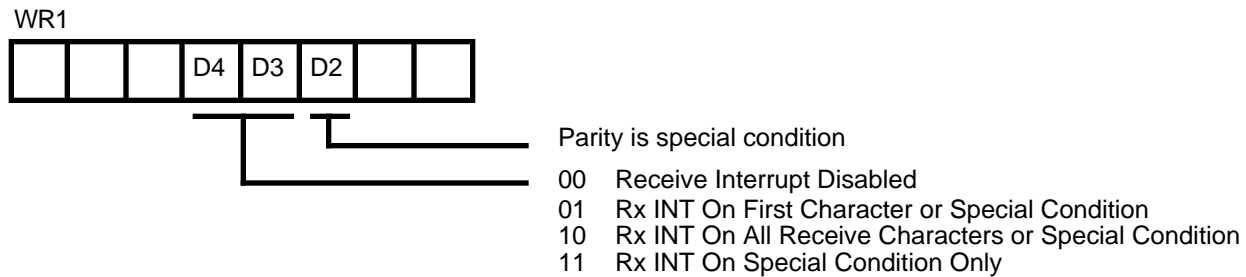 WR1
D4 D3 D2
Parity is special condition
00 Receive Interrupt Disabled
01 Rx INT On First Character or Special Condition
10 Rx INT On All Receive Characters or Special Condition
11 Rx INT On Special Condition Only